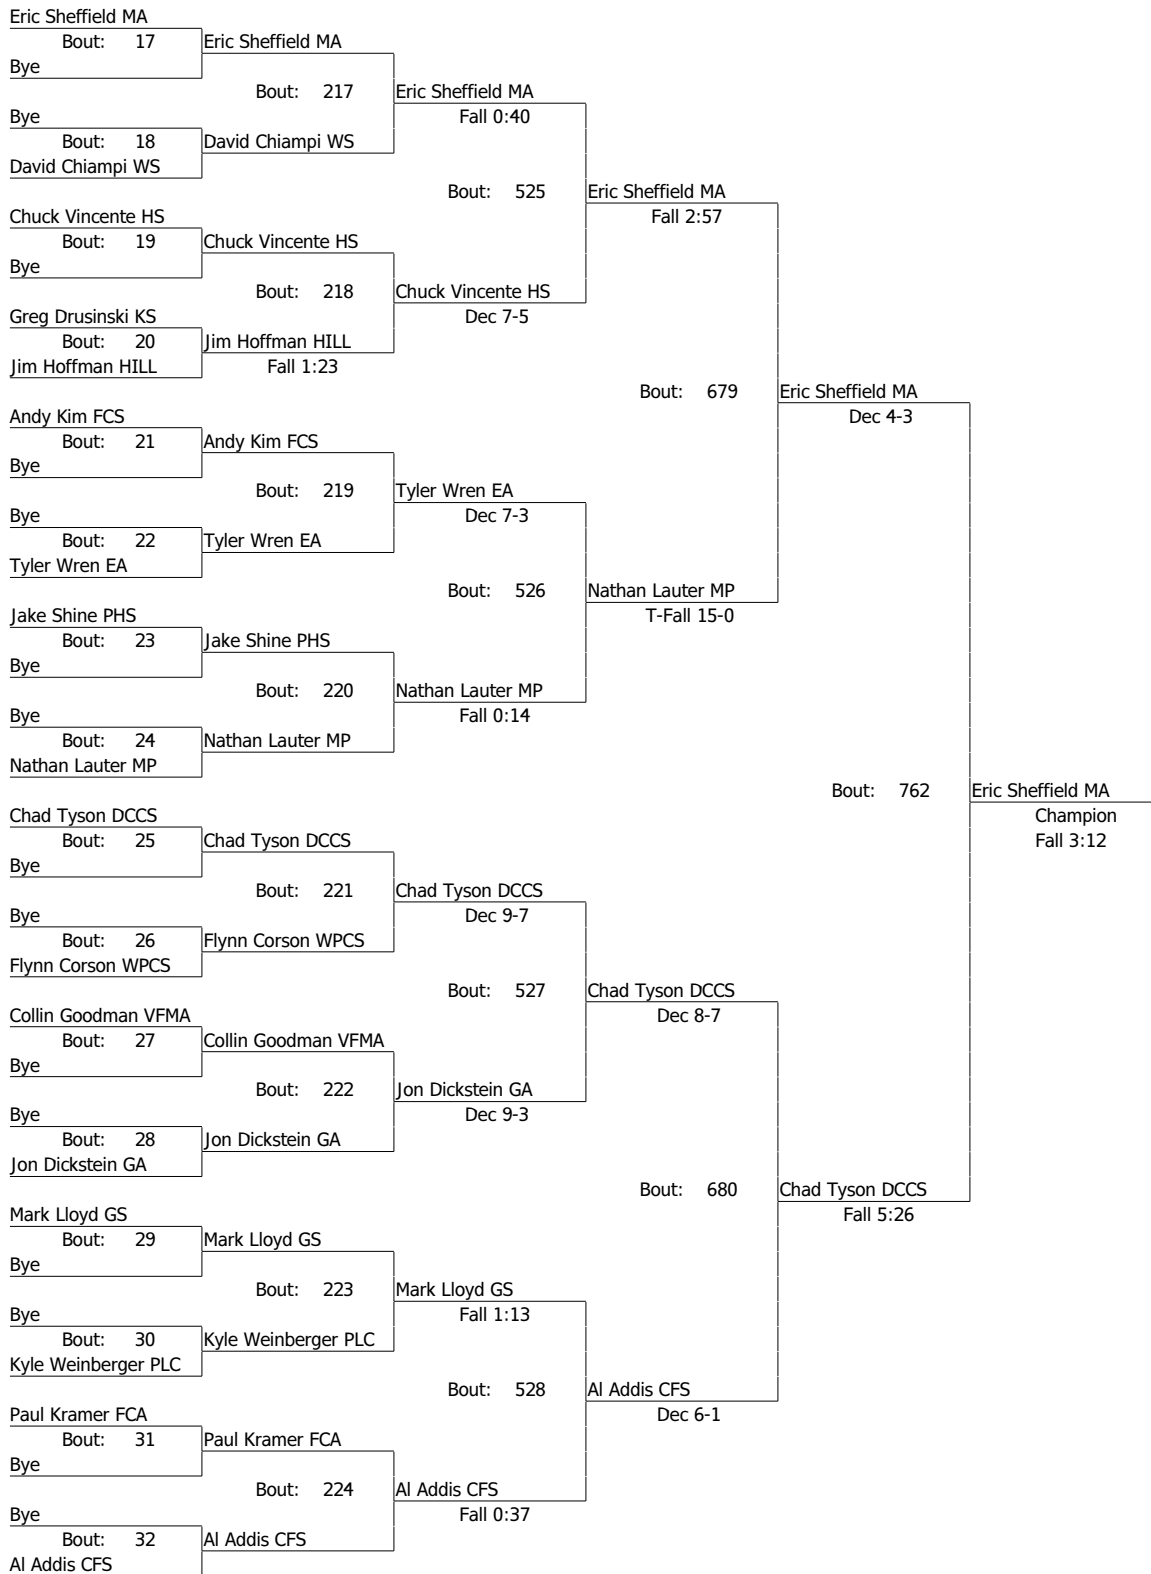 Eric Sheffield MA
Bout: 17 Eric Sheffield MA
Bye
Bout: 217 Eric Sheffield MA
Bye Fall 0:40
Bout: 18 David Chiampi WS
David Chiampi WS
Bout: 525 Eric Sheffield MA
Chuck Vincente HS Fall 2:57
Bout: 19 Chuck Vincente HS
Bye
Bout: 218 Chuck Vincente HS
Greg Drusinski KS Dec 7-5
Bout: 20 Jim Hoffman HILL
Jim Hoffman HILL Fall 1:23
Bout: 679 Eric Sheffield MA
Andy Kim FCS Dec 4-3
Bout: 21 Andy Kim FCS
Bye
Bout: 219 Tyler Wren EA
Bye Dec 7-3
Bout: 22 Tyler Wren EA
Tyler Wren EA
Bout: 526 Nathan Lauter MP
Jake Shine PHS T-Fall 15-0
Bout: 23 Jake Shine PHS
Bye
Bout: 220 Nathan Lauter MP
Bye Fall 0:14
Bout: 24 Nathan Lauter MP
Nathan Lauter MP
Bout: 762 Eric Sheffield MA
Chad Tyson DCCS Champion
Bout: 25 Chad Tyson DCCS Fall 3:12
Bye
Bout: 221 Chad Tyson DCCS
Bye Dec 9-7
Bout: 26 Flynn Corson WPCS
Flynn Corson WPCS
Bout: 527 Chad Tyson DCCS
Collin Goodman VFMA Dec 8-7
Bout: 27 Collin Goodman VFMA
Bye
Bout: 222 Jon Dickstein GA
Bye Dec 9-3
Bout: 28 Jon Dickstein GA
Jon Dickstein GA
Bout: 680 Chad Tyson DCCS
Mark Lloyd GS Fall 5:26
Bout: 29 Mark Lloyd GS
Bye
Bout: 223 Mark Lloyd GS
Bye Fall 1:13
Bout: 30 Kyle Weinberger PLC
Kyle Weinberger PLC
Bout: 528 Al Addis CFS
Paul Kramer FCA Dec 6-1
Bout: 31 Paul Kramer FCA
Bye
Bout: 224 Al Addis CFS
Bye Fall 0:37
Bout: 32 Al Addis CFS
Al Addis CFS